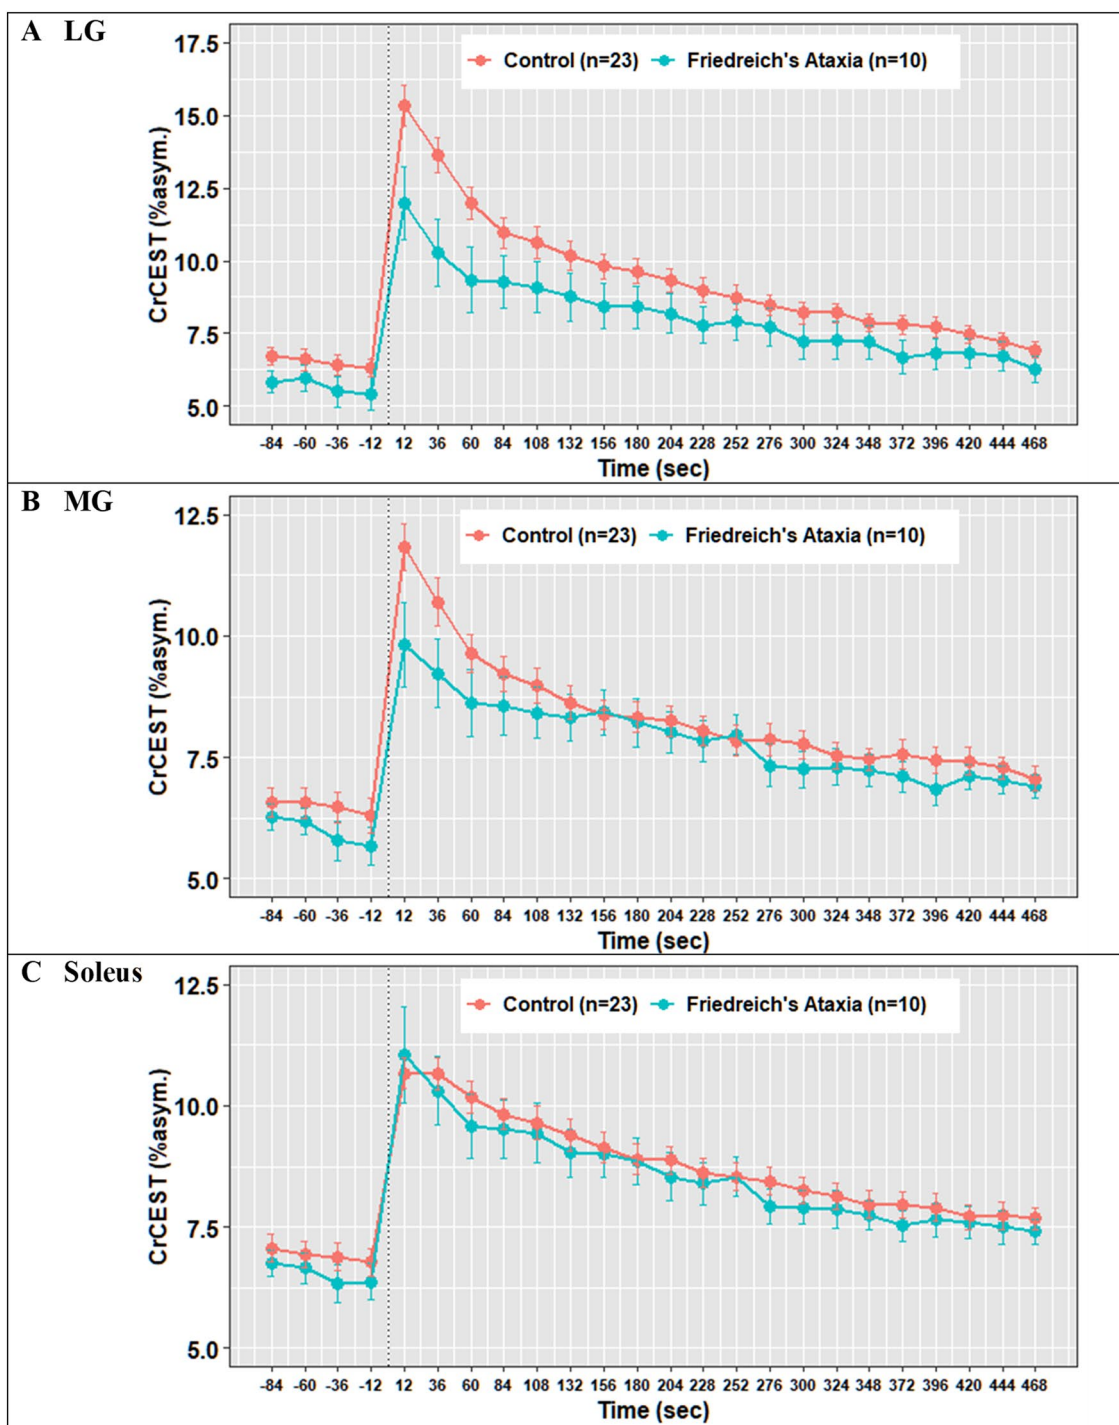 A LG
Control (n=23) Friedreich's Ataxia (n=10)
CrCEST (%asym.)
17.5
15.0
12.5
10.0
7.5
5.0
-84 -60 -36 -12 12 36 60 84 108 132 156 180 204 228 252 276 300 324 348 372 396 420 444 468
Time (sec)
B MG
Control (n=23) Friedreich's Ataxia (n=10)
CrCEST (%asym.)
12.5
10.0
7.5
5.0
-84 -60 -36 -12 12 36 60 84 108 132 156 180 204 228 252 276 300 324 348 372 396 420 444 468
Time (sec)
C Soleus
Control (n=23) Friedreich's Ataxia (n=10)
CrCEST (%asym.)
12.5
10.0
7.5
5.0
-84 -60 -36 -12 12 36 60 84 108 132 156 180 204 228 252 276 300 324 348 372 396 420 444 468
Time (sec)